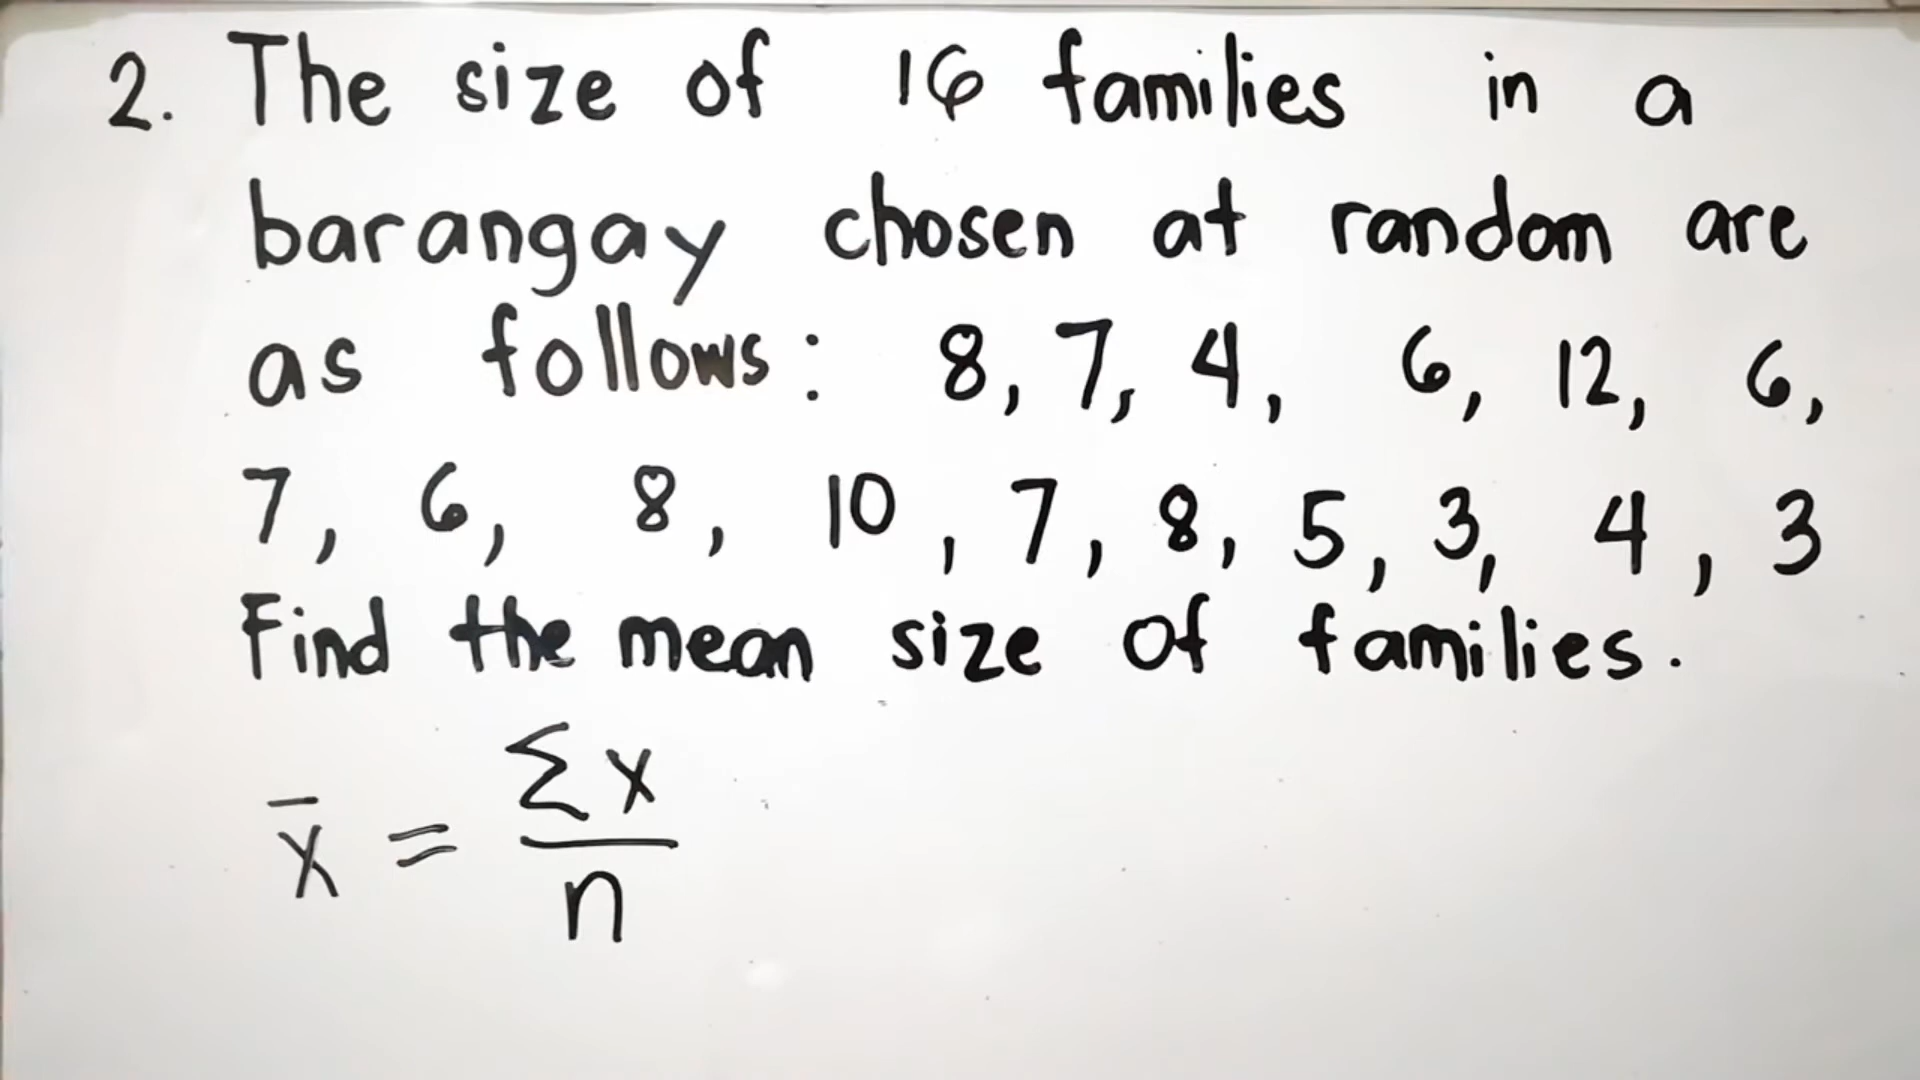 2. The size of 16 families in a
barangay chosen at random are
as follows: 8, 7, 4, 6, 12, 6,
7, 6, 8, 10, 7, 8, 5, 3, 4, 3
Find the mean size of families.
x̄ = Σx / n